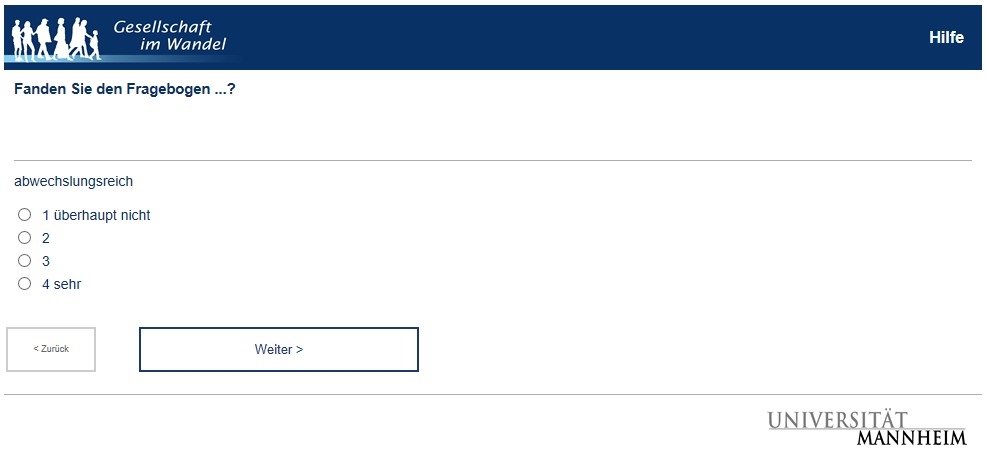 Gesellschaft
im Wandel
Hilfe
Fanden Sie den Fragebogen ...?
abwechslungsreich
1 überhaupt nicht
2
3
4 sehr
< Zurück
Weiter >
UNIVERSITÄT
MANNHEIM